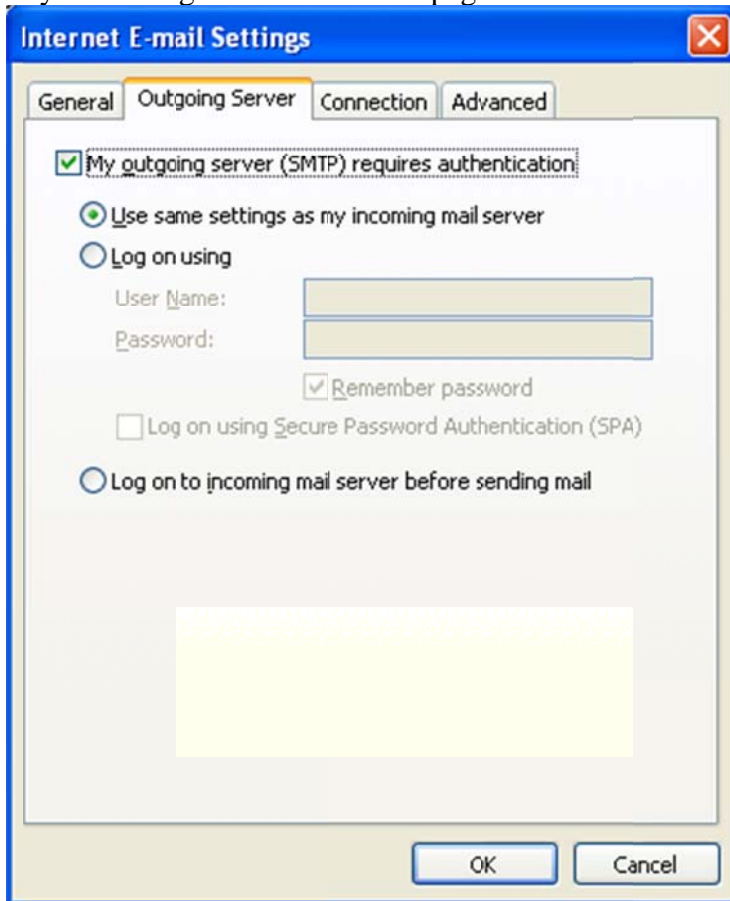 Internet E-mail Settings
General Outgoing Server Connection Advanced
My outgoing server (SMTP) requires authentication
Use same settings as my incoming mail server
Log on using
User Name:
Password:
Remember password
Log on using Secure Password Authentication (SPA)
Log on to incoming mail server before sending mail
OK Cancel